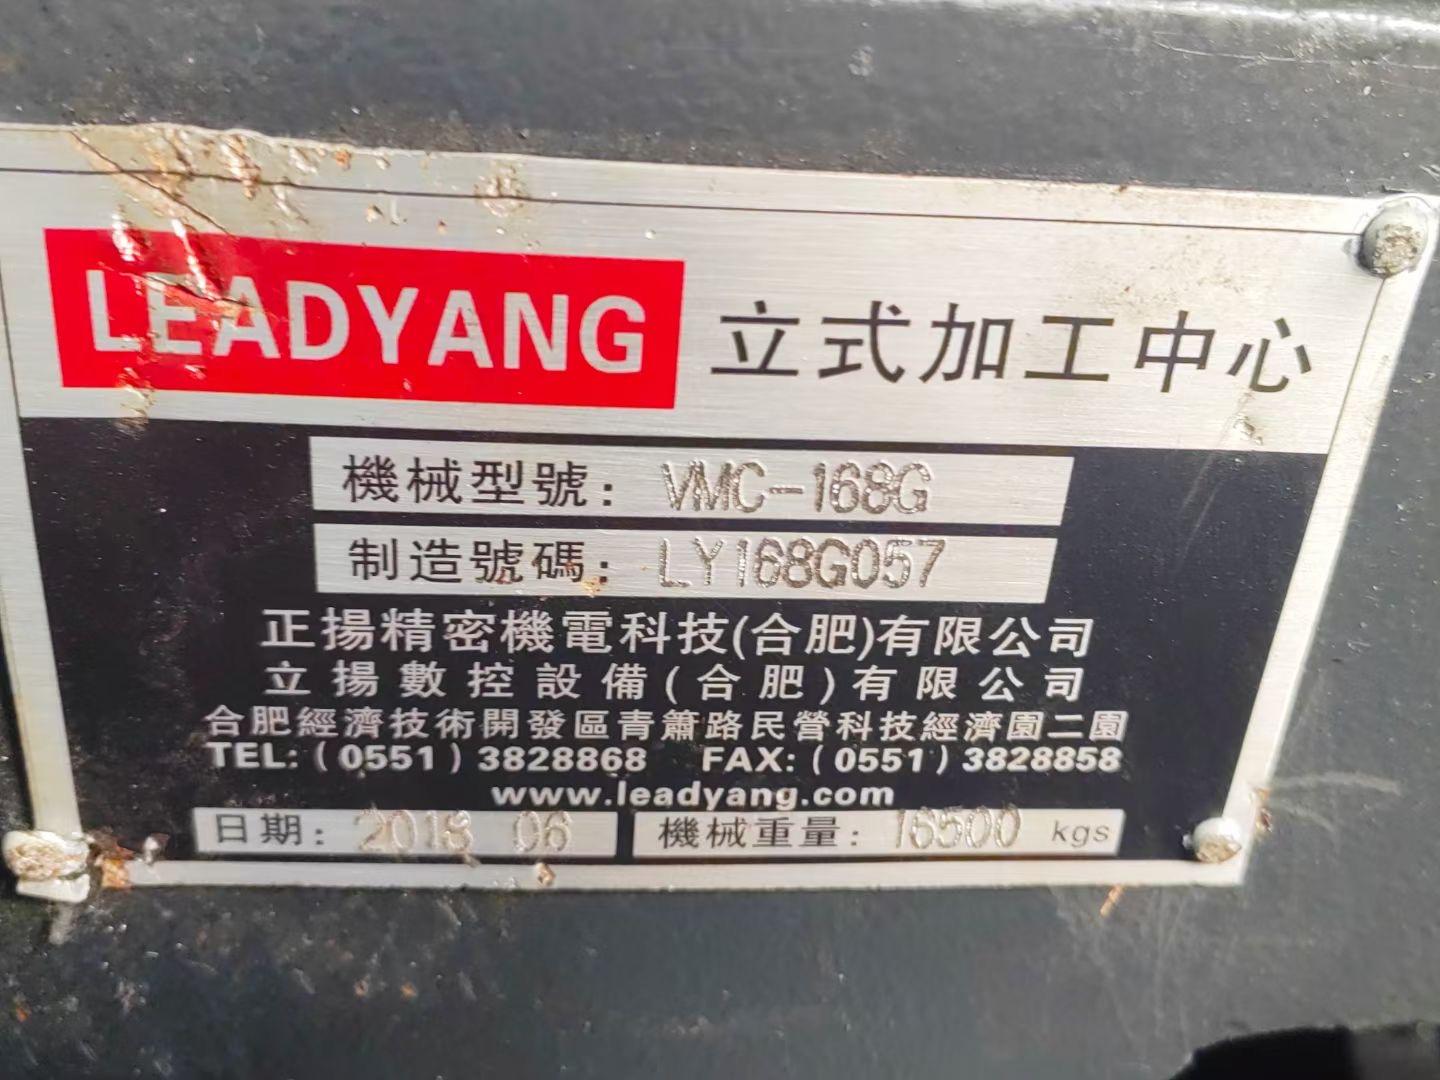 LEADYANG 立式加工中心
機械型號: VMC-168G
制造號碼: LY168G057
正揚精密機電科技(合肥)有限公司
立揚數控設備(合肥)有限公司
合肥經濟技術開發區青蕭路民營科技經濟園二園
TEL:(0551)3828868 FAX:(0551)3828858
www.leadyang.com
日期: 2018 06 機械重量: 16500 kgs